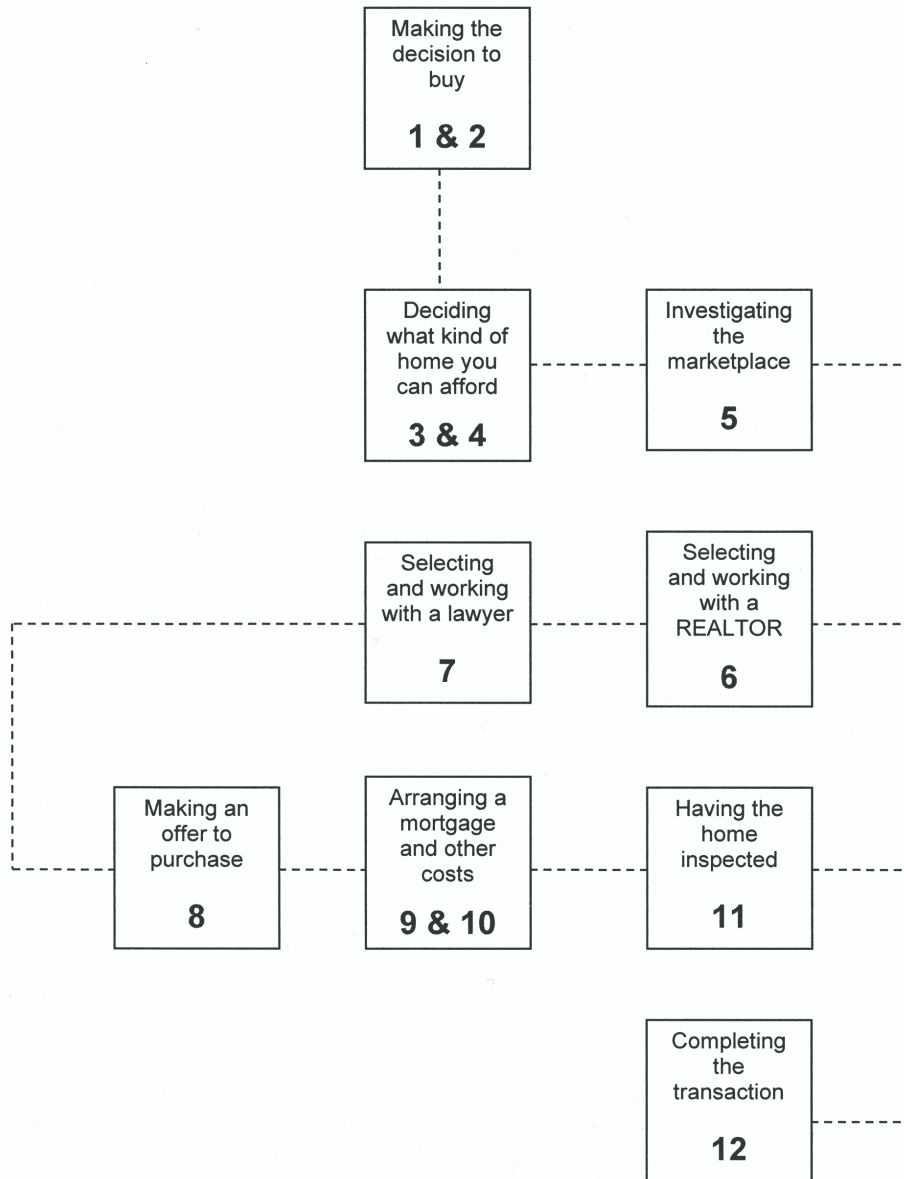 Making the
decision to
buy
1 & 2
Deciding
what kind of
home you
can afford
3 & 4
Investigating
the
marketplace
5
Selecting
and working
with a
REALTOR
6
Selecting
and working
with a lawyer
7
Making an
offer to
purchase
8
Arranging a
mortgage
and other
costs
9 & 10
Having the
home
inspected
11
Completing
the
transaction
12